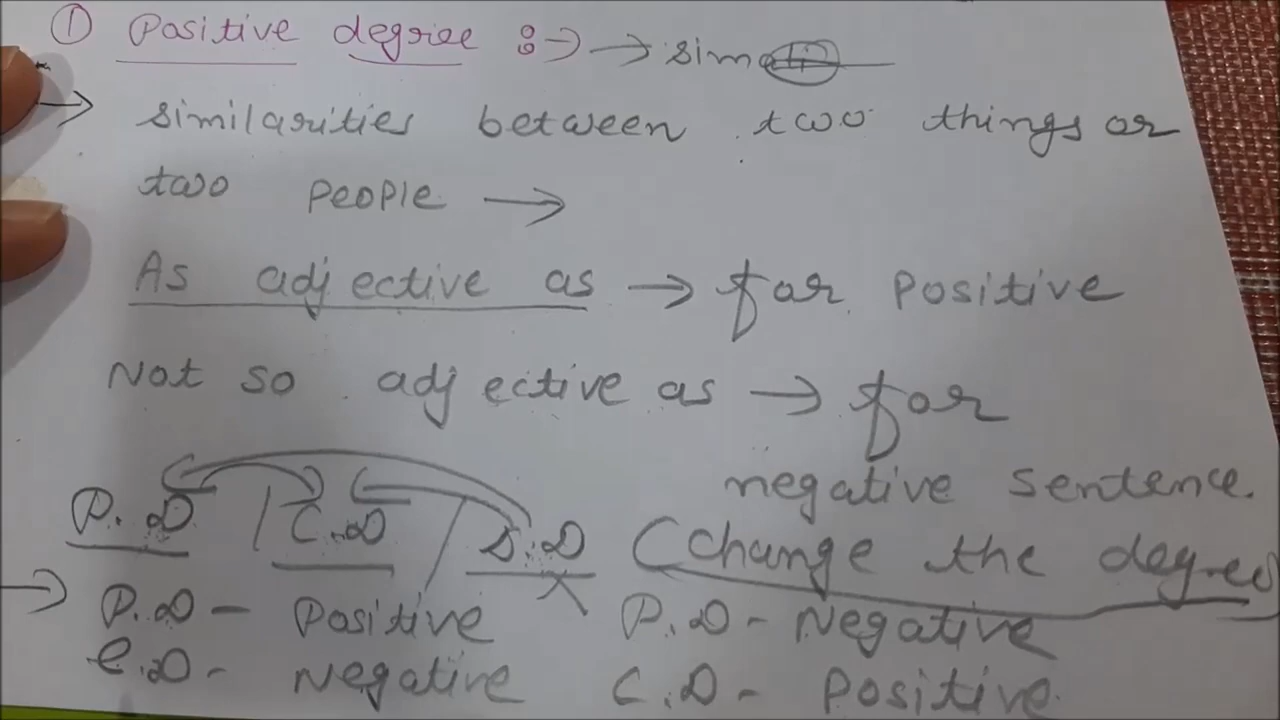 ① Positive degree :-) →
→ similarities between two things or
two people →
As adjective as → for positive
Not so adjective as → for
negative sentence.
P.D / C.D / S.D (change the degree)
→ P.D - Positive P.D - Negative
C.D - Negative C.D - Positive.